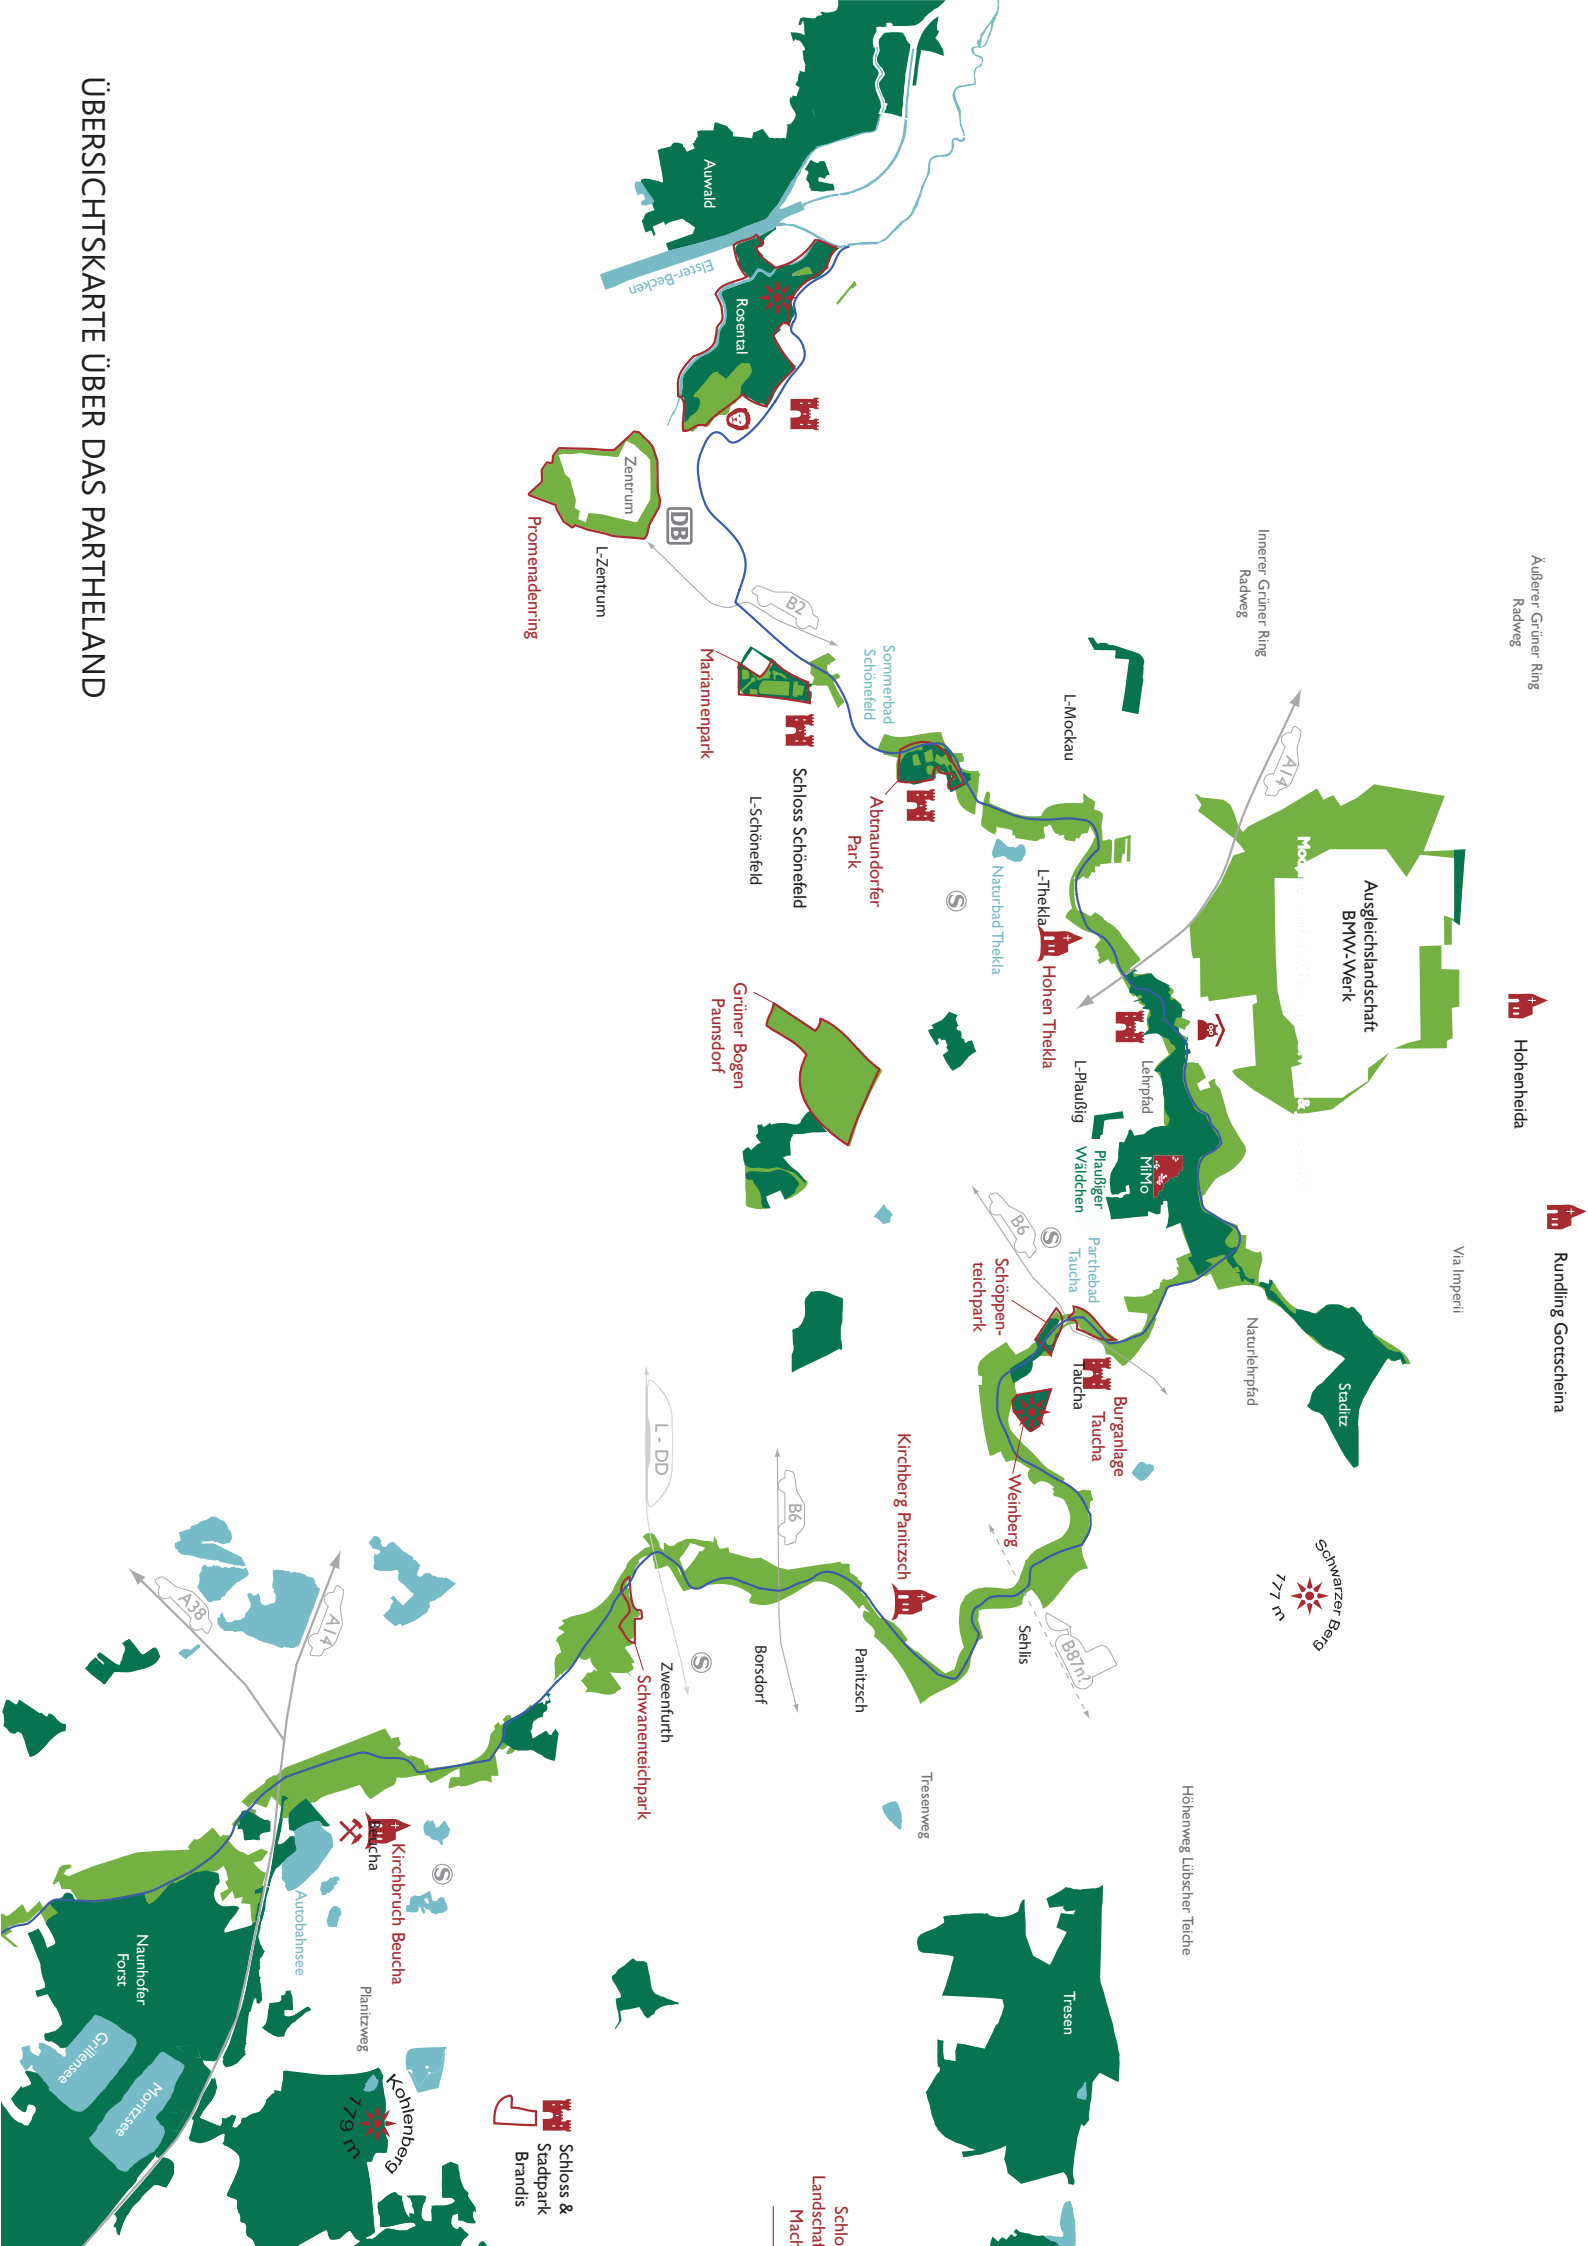 ÜBERSICHTSKARTE ÜBER DAS PARTHELAND
Äußerer Grüner Ring
Radweg
Innerer Grüner Ring
Radweg
Hohenheida
Rundling Gottscheina
Via Imperii
Ausgleichslandschaft
BMW-Werk
A14
L-Mockau
Auwald
Elster-Becken
Rosental
Zentrum
DB
L-Zentrum
Promenadenring
B2
Mariannenpark
Sommerbad
Schönefeld
Schloss Schönefeld
L-Schönefeld
Abtnaundorfer
Park
Naturbad Thekla
S
L-Thekla
Hohen Thekla
Grüner Bogen
Paunsdorf
L-Plaußig
Lehrpfad
Plaußiger
Wäldchen
MiMo
Parthebad
Taucha
S
B6
Schöppen-
teichpark
Taucha
Burganlage
Taucha
Weinberg
Naturlehrpfad
Staditz
Schwarzer Berg
177 m
Kirchberg Panitzsch
B6
L - DD
Sehlis
B87n?
Panitzsch
Borsdorf
S
Zweenfurth
Schwanenteichpark
Tresenweg
Höhenweg Lübscher Teiche
A38
A14
Beucha
Kirchbruch Beucha
S
Autobahnsee
Planitzweg
Naunhofer
Forst
Grillensee
Moritzsee
Kohlenberg
179 m
Tresen
Schloss &
Stadtpark
Brandis
Schlo
Landschaf
Mach
&